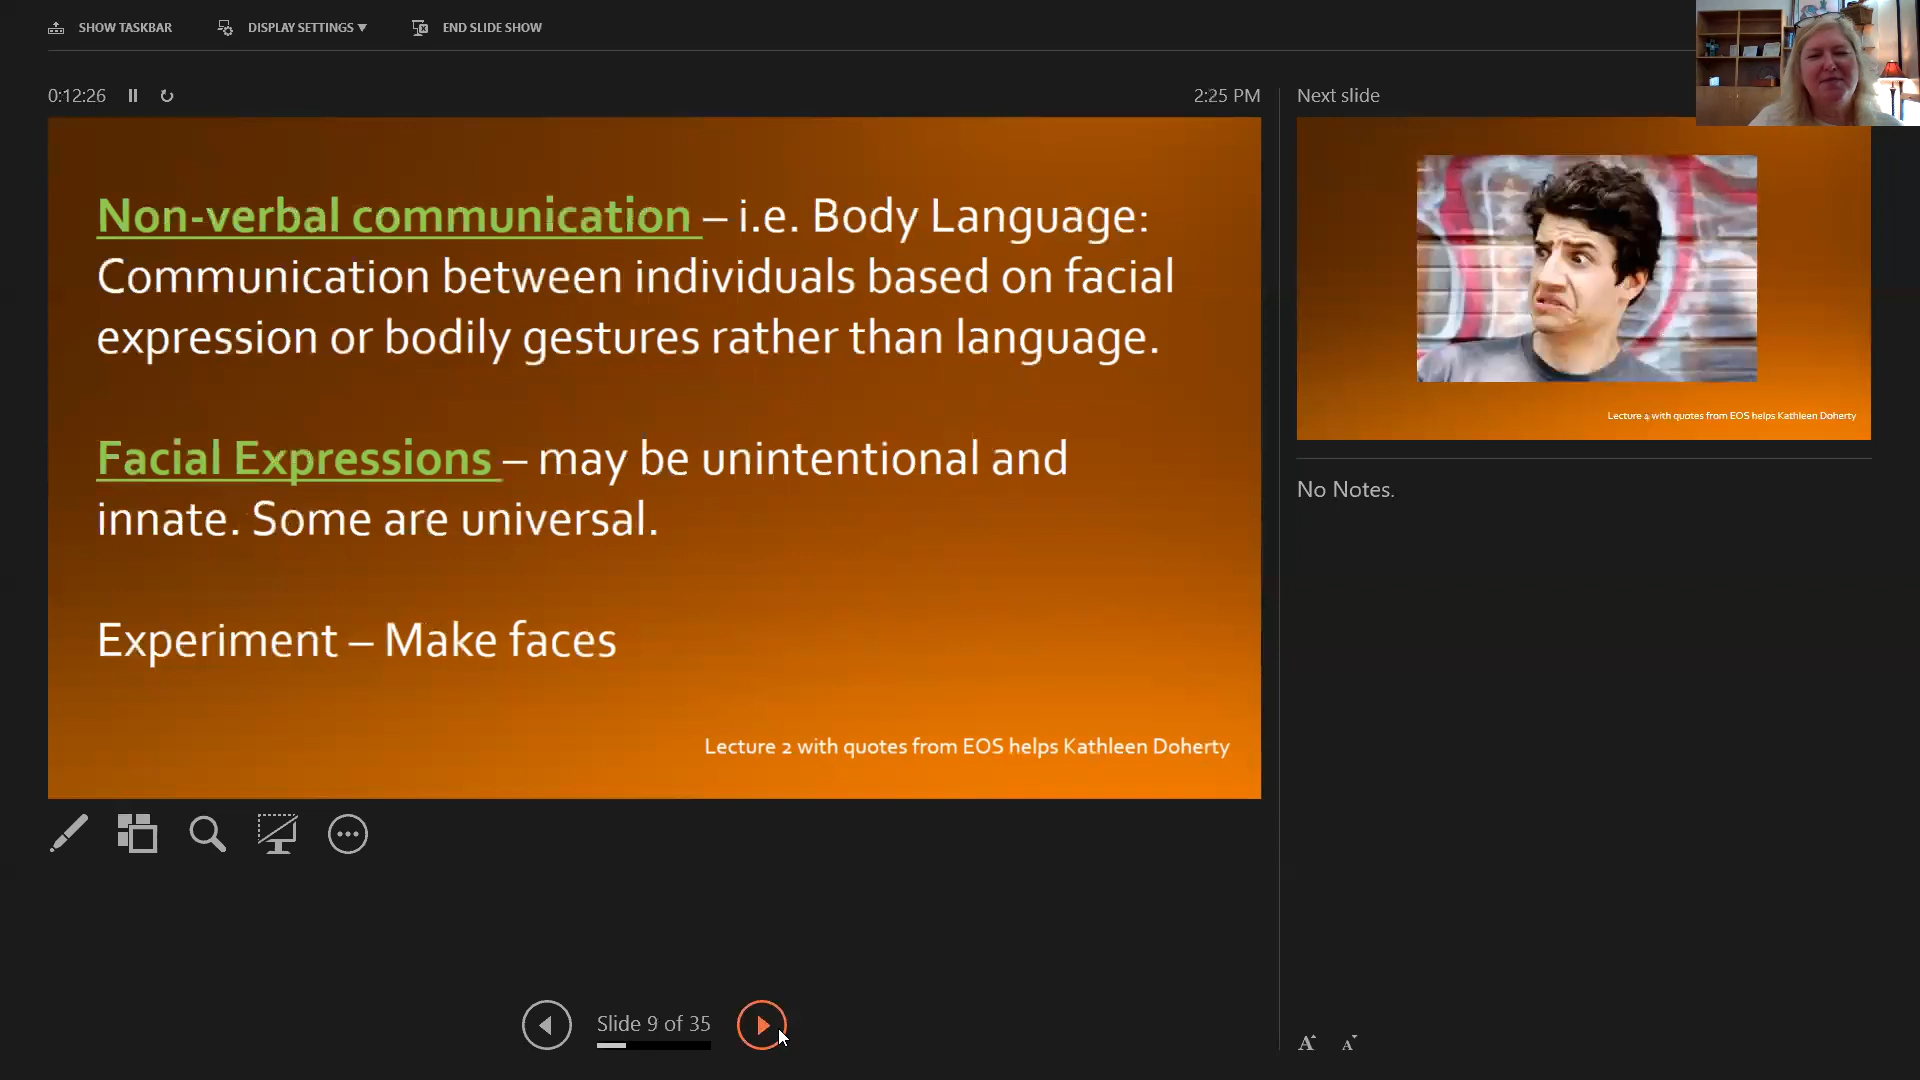 SHOW TASKBAR
DISPLAY SETTINGS ▾
END SLIDE SHOW
0:12:26
2:25 PM
Next slide
Non-verbal communication – i.e. Body Language:
Communication between individuals based on facial
expression or bodily gestures rather than language.
Facial Expressions – may be unintentional and
innate. Some are universal.
Experiment – Make faces
Lecture 2 with quotes from EOS helps Kathleen Doherty
Lecture 4 with quotes from EOS helps Kathleen Doherty
No Notes.
Slide 9 of 35
A A